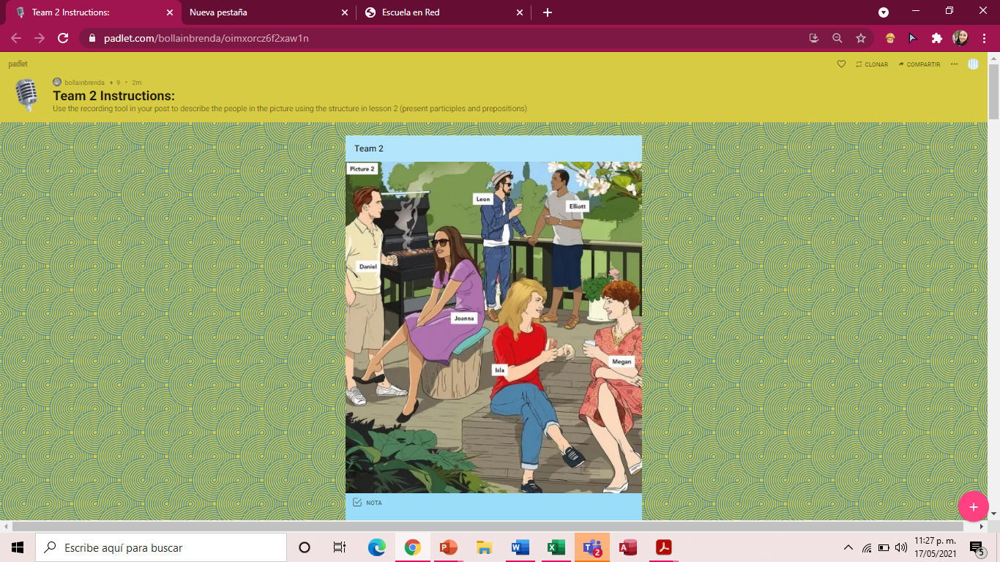 Team 2 Instructions:
Nueva pestaña
Escuela en Red
padlet.com/bollainbrenda/oimxorcz6f2xaw1n
padlet
CLONAR
COMPARTIR
bollainbrenda + 9 • 2m
Team 2 Instructions:
Use the recording tool in your post to describe the people in the picture using the structure in lesson 2 (present participles and prepositions)
Team 2
Picture 2
Leon
Elliott
Daniel
Joanna
Megan
Isla
NOTA
Escribe aquí para buscar
2
11:27 p. m.
17/05/2021
5